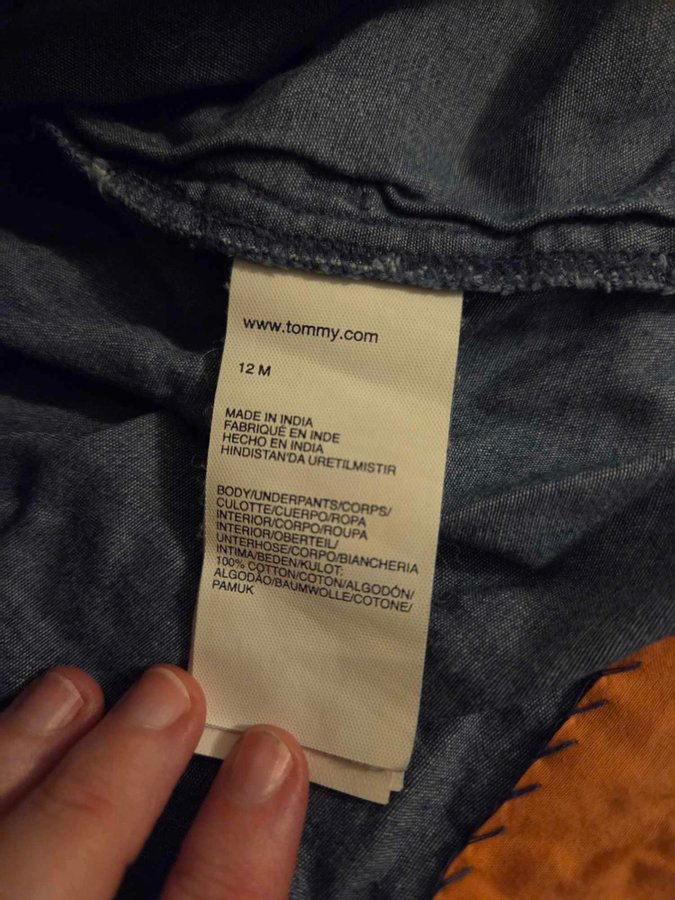 www.tommy.com
12 M
MADE IN INDIA
FABRIQUÉ EN INDE
HECHO EN INDIA
HINDISTAN'DA URETILMISTIR
BODY/UNDERPANTS/CORPS/
CULOTTE/CUERPO/ROPA
INTERIOR/CORPO/ROUPA
INTERIOR/OBERTEIL/
UNTERHOSE/CORPO/BIANCHERIA
INTIMA/BEDEN/KULOT:
100% COTTON/COTON/ALGODÓN/
ALGODÃO/BAUMWOLLE/COTONE/
PAMUK